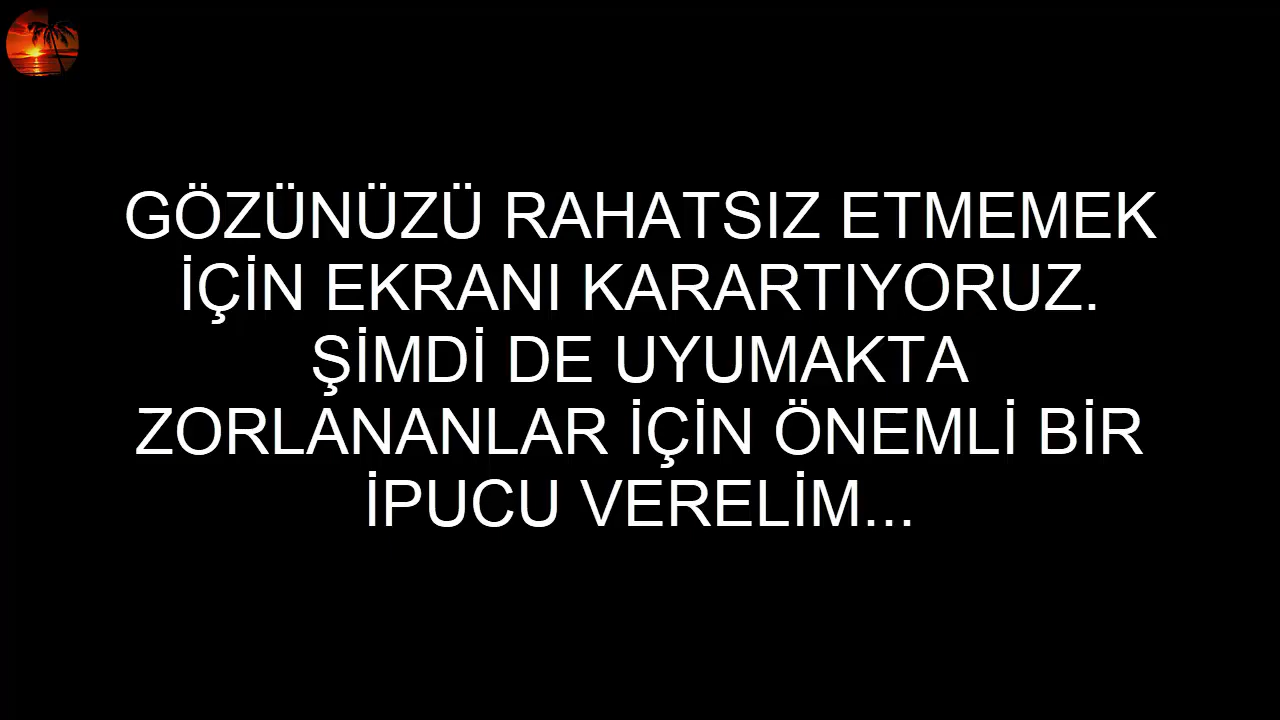 GÖZÜNÜZÜ RAHATSIZ ETMEMEK
İÇİN EKRANI KARARTIYORUZ.
ŞİMDİ DE UYUMAKTA
ZORLANANLAR İÇİN ÖNEMLİ BİR
İPUCU VERELİM...